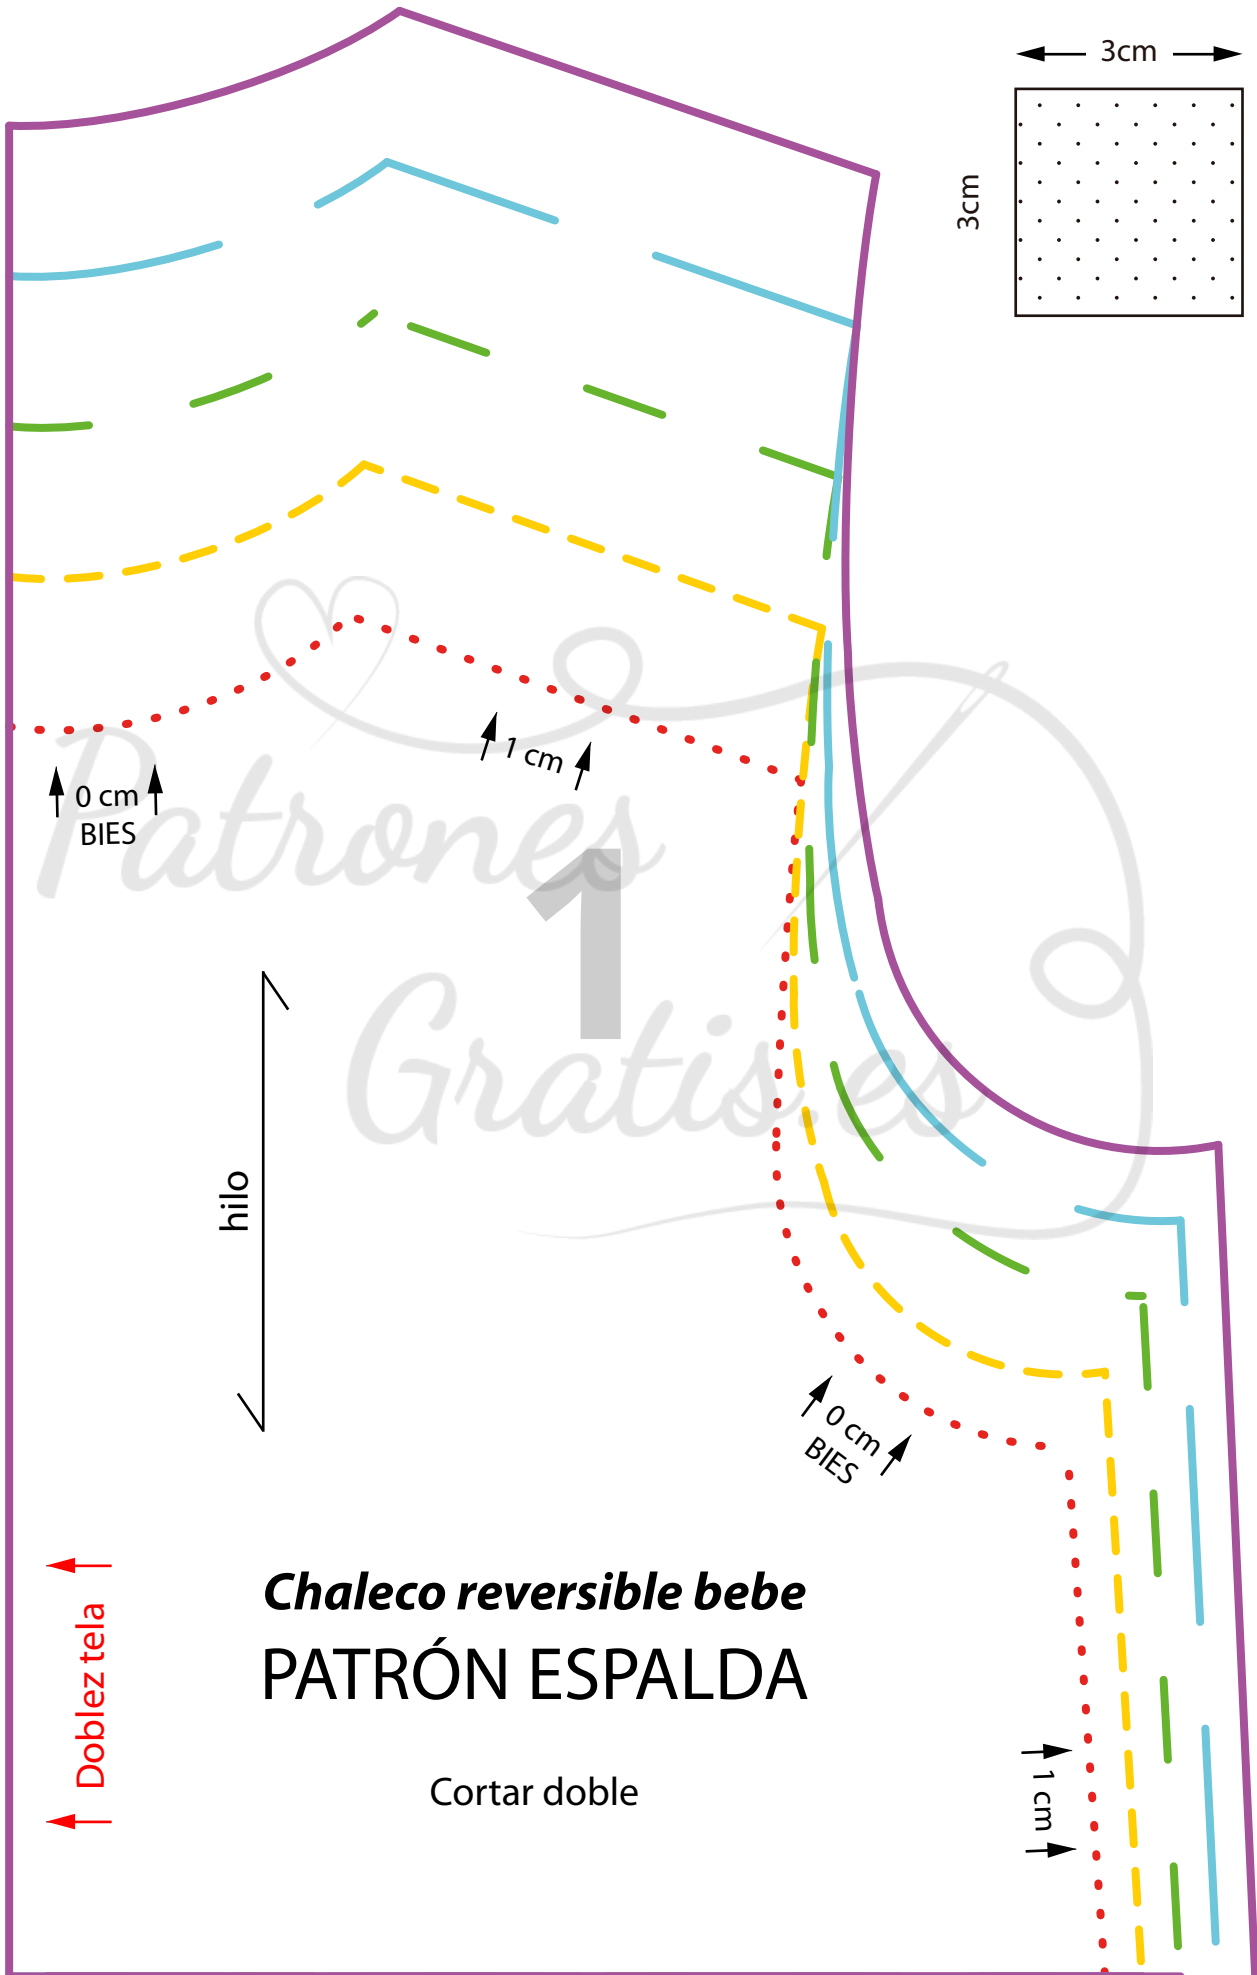 3cm
3cm
0 cm
BIES
1 cm
Patrones
1
Gratis.es
hilo
0 cm
BIES
Doblez tela
Chaleco reversible bebe
PATRÓN ESPALDA
Cortar doble
1 cm